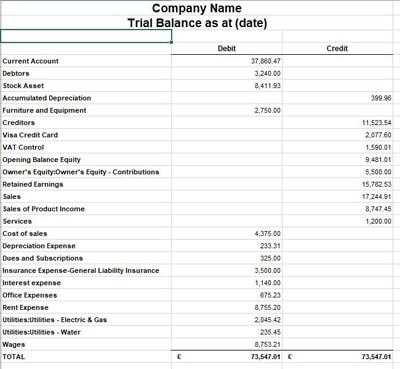 Company Name
Trial Balance as at (date)
Debit Credit
Current Account 37,860.47
Debtors 3,240.00
Stock Asset 8,411.93
Accumulated Depreciation 399.96
Furniture and Equipment 2,750.00
Creditors 11,523.54
Visa Credit Card 2,077.60
VAT Control 1,590.01
Opening Balance Equity 9,481.01
Owner's Equity:Owner's Equity - Contributions 5,500.00
Retained Earnings 15,782.53
Sales 17,244.91
Sales of Product Income 8,747.45
Services 1,200.00
Cost of sales 4,375.00
Depreciation Expense 233.31
Dues and Subscriptions 325.00
Insurance Expense-General Liability Insurance 3,500.00
Interest expense 1,140.00
Office Expenses 675.23
Rent Expense 8,755.20
Utilities:Utilities - Electric & Gas 2,045.42
Utilities:Utilities - Water 235.45
Wages 8,753.21
TOTAL £ 73,547.01 £ 73,547.01